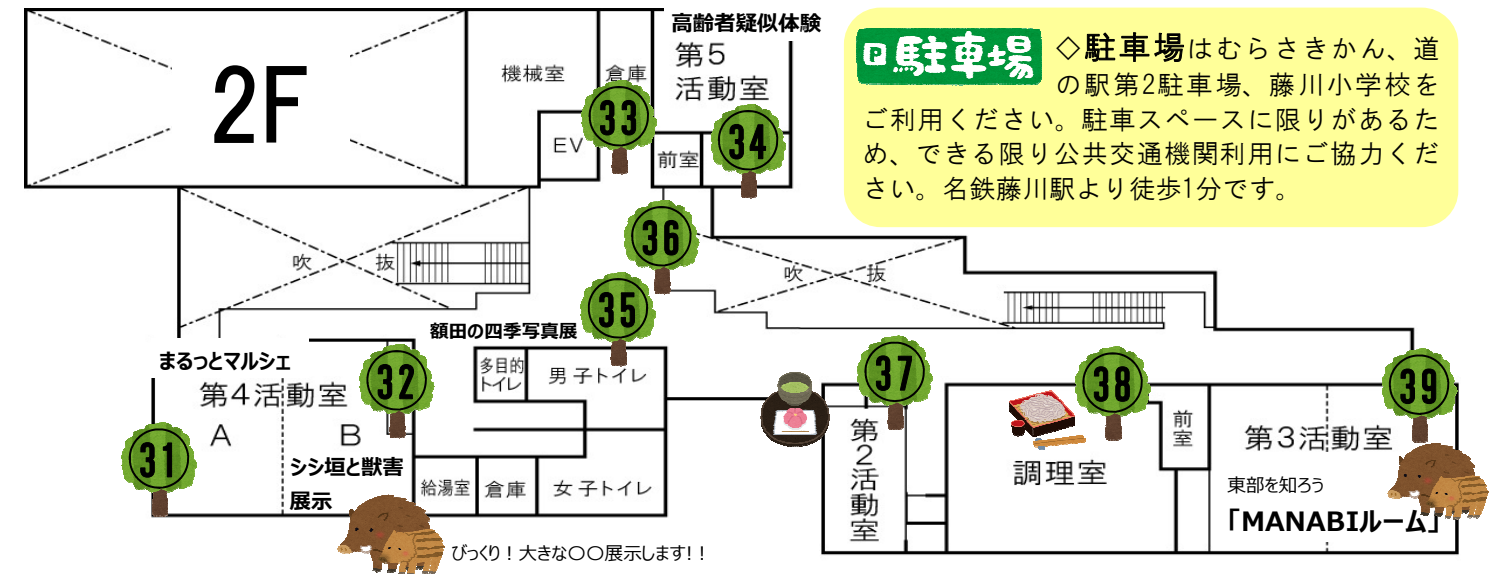 2F
機械室
倉庫
EV
33
高齢者疑似体験
第5
活動室
34
前室
P駐車場
◇駐車場はむらさきかん、道
の駅第2駐車場、藤川小学校を
ご利用ください。駐車スペースに限りがあるた
め、できる限り公共交通機関利用にご協力くだ
さい。名鉄藤川駅より徒歩1分です。
吹抜
36
吹抜
35
額田の四季写真展
まるっとマルシェ
第4活動室
A
B
31
32
シシ垣と獣害
展示
多目的
トイレ
男子トイレ
給湯室
倉庫
女子トイレ
びっくり！大きな〇〇展示します！！
37
第2活動室
38
調理室
前室
39
第3活動室
東部を知ろう
「MANABIルーム」